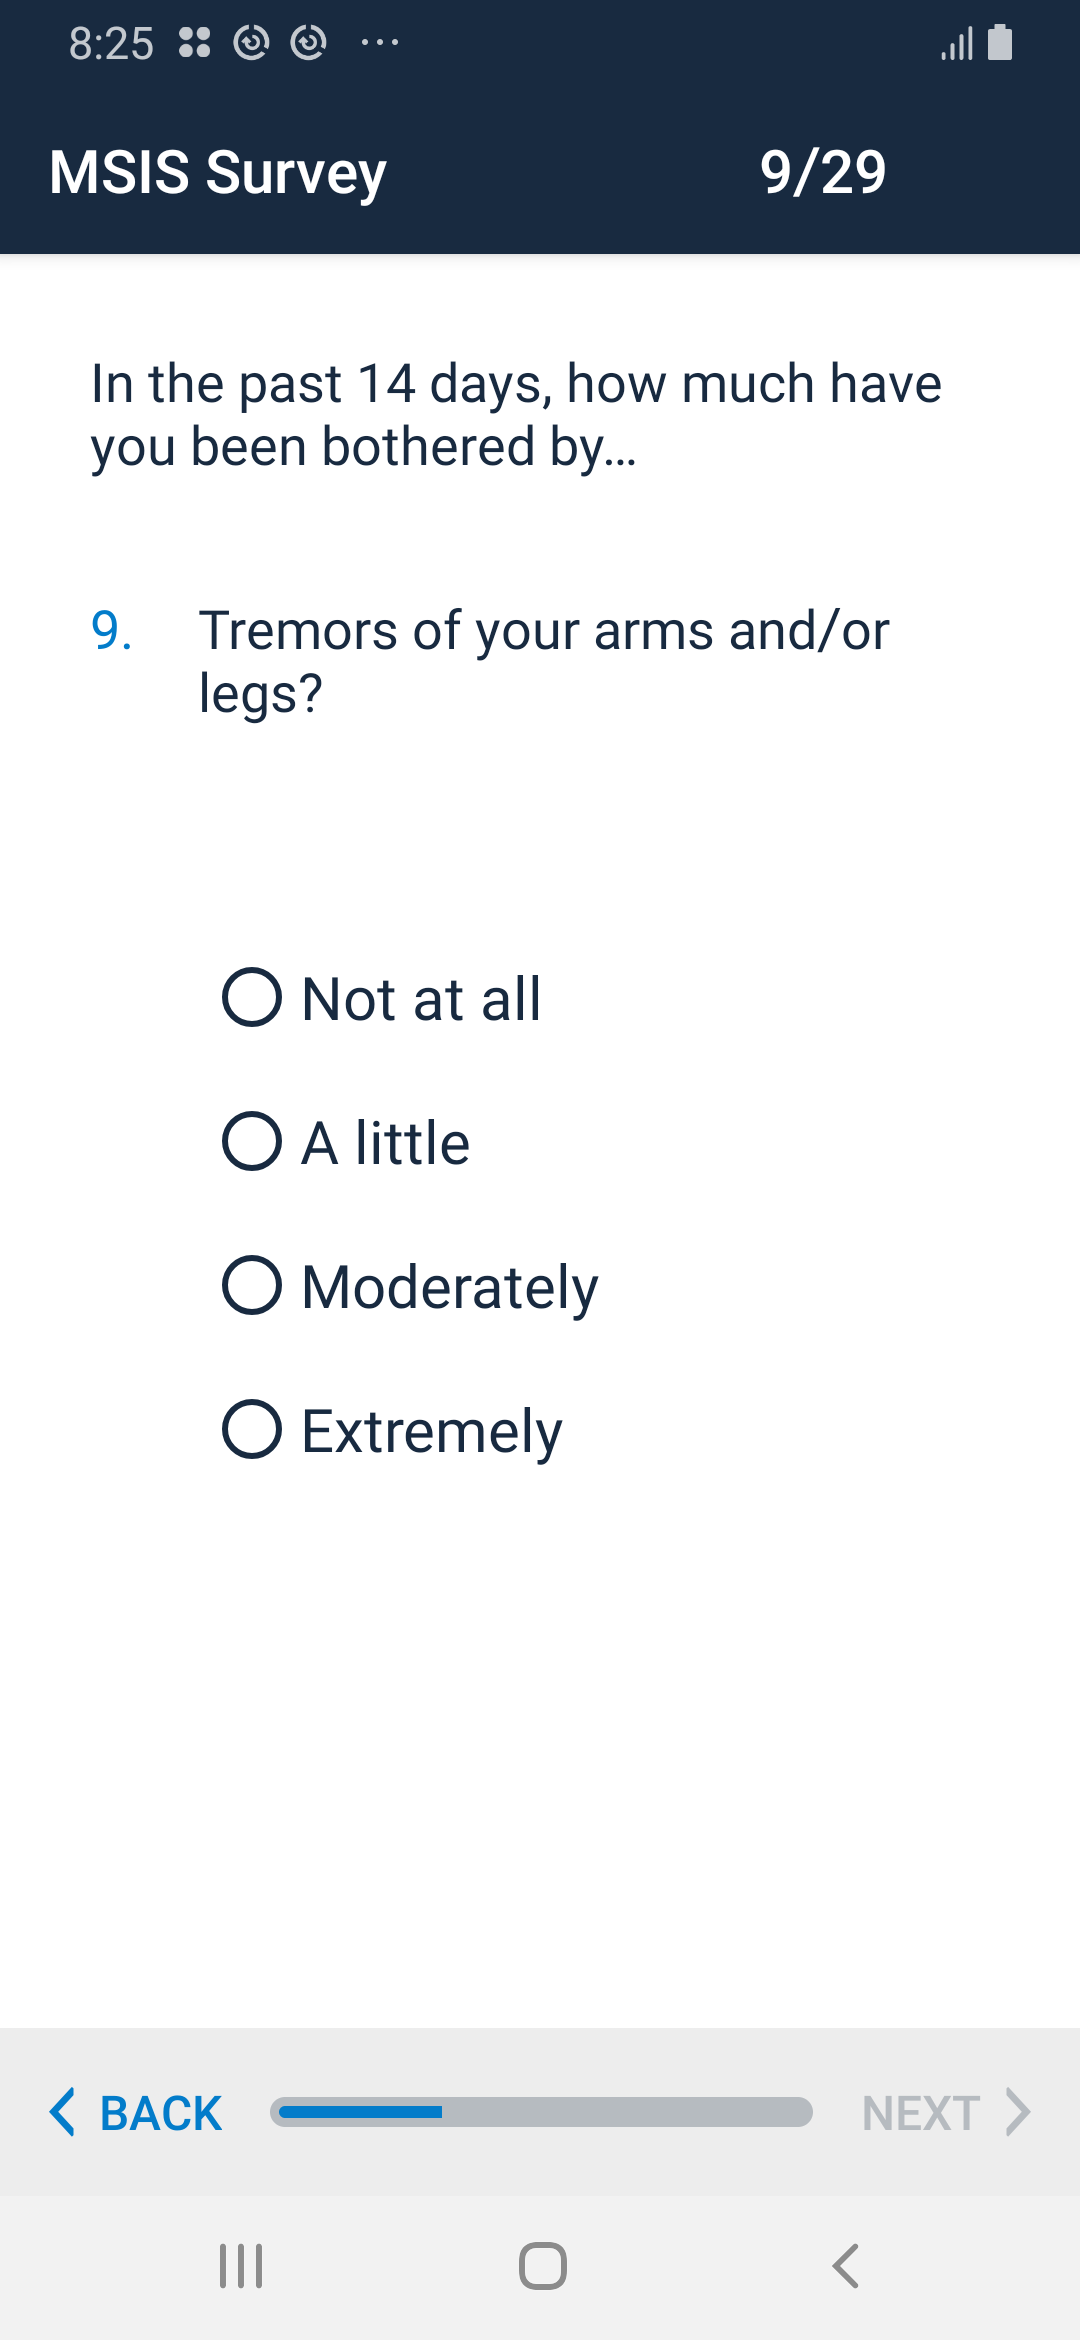 8:25
MSIS Survey 9/29
In the past 14 days, how much have
you been bothered by...
9. Tremors of your arms and/or
legs?
Not at all
A little
Moderately
Extremely
BACK NEXT